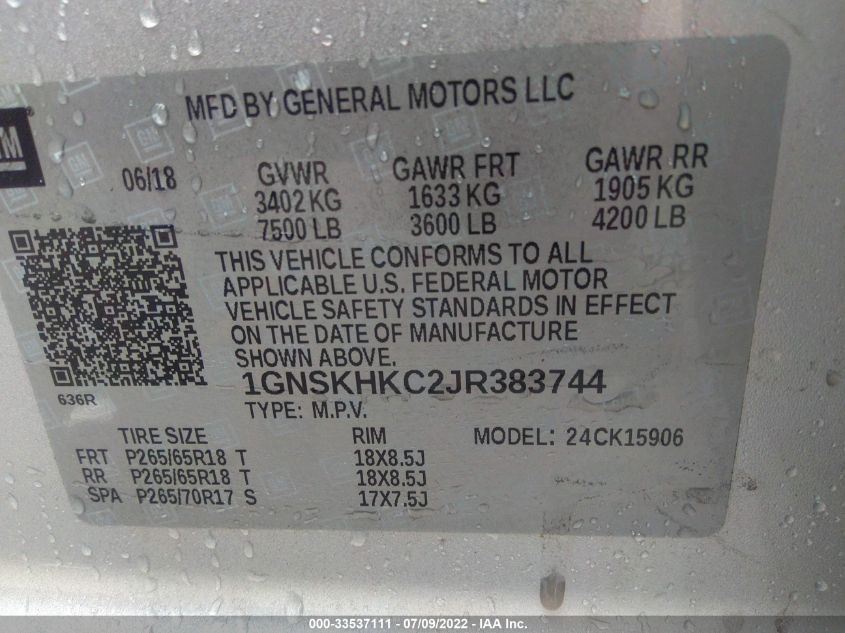 MFD BY GENERAL MOTORS LLC
GM
06/18 GVWR GAWR FRT GAWR RR
3402 KG 1633 KG 1905 KG
7500 LB 3600 LB 4200 LB
THIS VEHICLE CONFORMS TO ALL
APPLICABLE U.S. FEDERAL MOTOR
VEHICLE SAFETY STANDARDS IN EFFECT
ON THE DATE OF MANUFACTURE
SHOWN ABOVE.
1GNSKHKC2JR383744
636R
TYPE: M.P.V.
TIRE SIZE RIM MODEL: 24CK15906
FRT P265/65R18 T 18X8.5J
RR P265/65R18 T 18X8.5J
SPA P265/70R17 S 17X7.5J
000-33537111 - 07/09/2022 - IAA Inc.